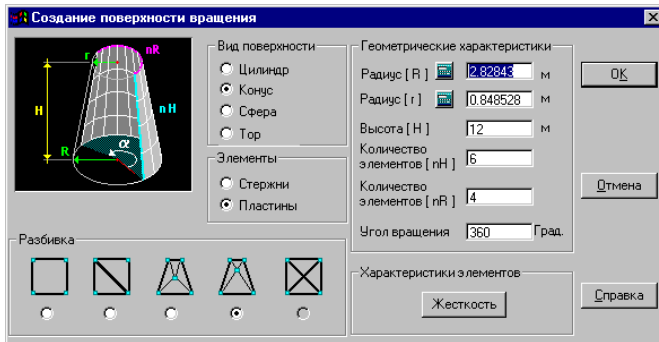 Создание поверхности вращения
r
nR
H
n H
R
α
Вид поверхности
Цилиндр
Конус
Сфера
Тор
Элементы
Стержни
Пластины
Разбивка
Геометрические характеристики
Радиус [ R ] 2.82843 м
Радиус [ r ] 0.848528 м
Высота [ H ] 12 м
Количество
элементов [ nH ] 6
Количество
элементов [ nR ] 4
Угол вращения 360 Град.
Характеристики элементов
Жесткость
OK
Отмена
Справка